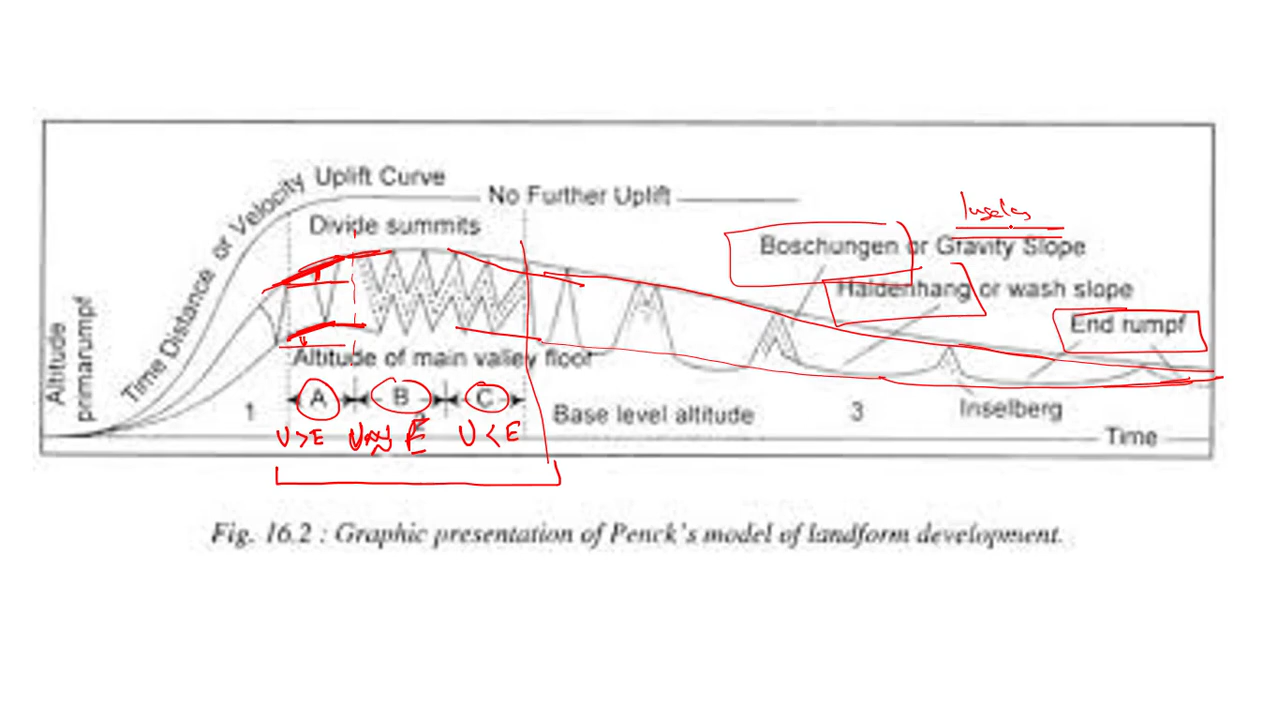 Uplift Curve
No Further Uplift
Divide summits
Time Distance or Velocity
Altitude
primarumpf
Boschungen or Gravity Slope
Haldenhang or wash slope
End rumpf
Altitude of main valley floor
1
A
B
C
2
U > E
U ≈ E
U < E
Base level altitude
3
Inselberg
Time
Fig. 16.2 : Graphic presentation of Penck's model of landform development.